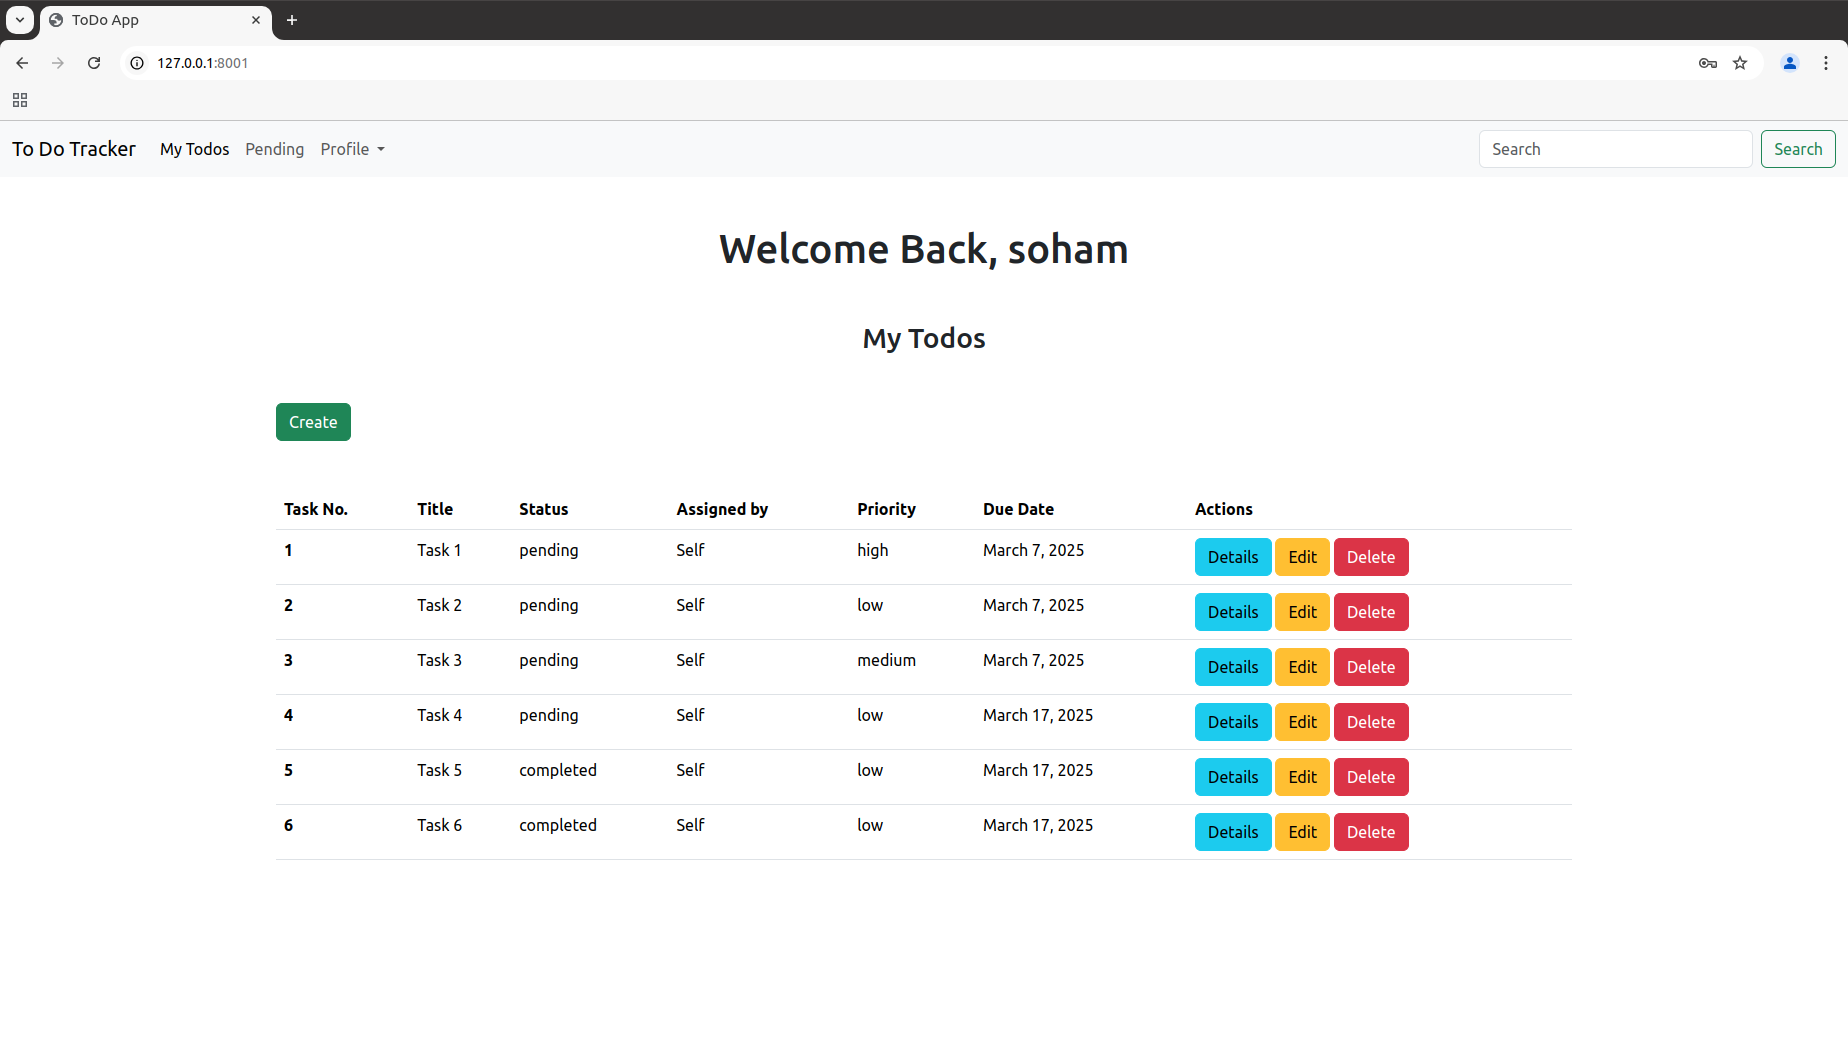 ToDo App
127.0.0.1:8001
To Do Tracker My Todos Pending Profile Search Search
Welcome Back, soham
My Todos
Create
Task No. Title Status Assigned by Priority Due Date Actions
1 Task 1 pending Self high March 7, 2025 Details Edit Delete
2 Task 2 pending Self low March 7, 2025 Details Edit Delete
3 Task 3 pending Self medium March 7, 2025 Details Edit Delete
4 Task 4 pending Self low March 17, 2025 Details Edit Delete
5 Task 5 completed Self low March 17, 2025 Details Edit Delete
6 Task 6 completed Self low March 17, 2025 Details Edit Delete